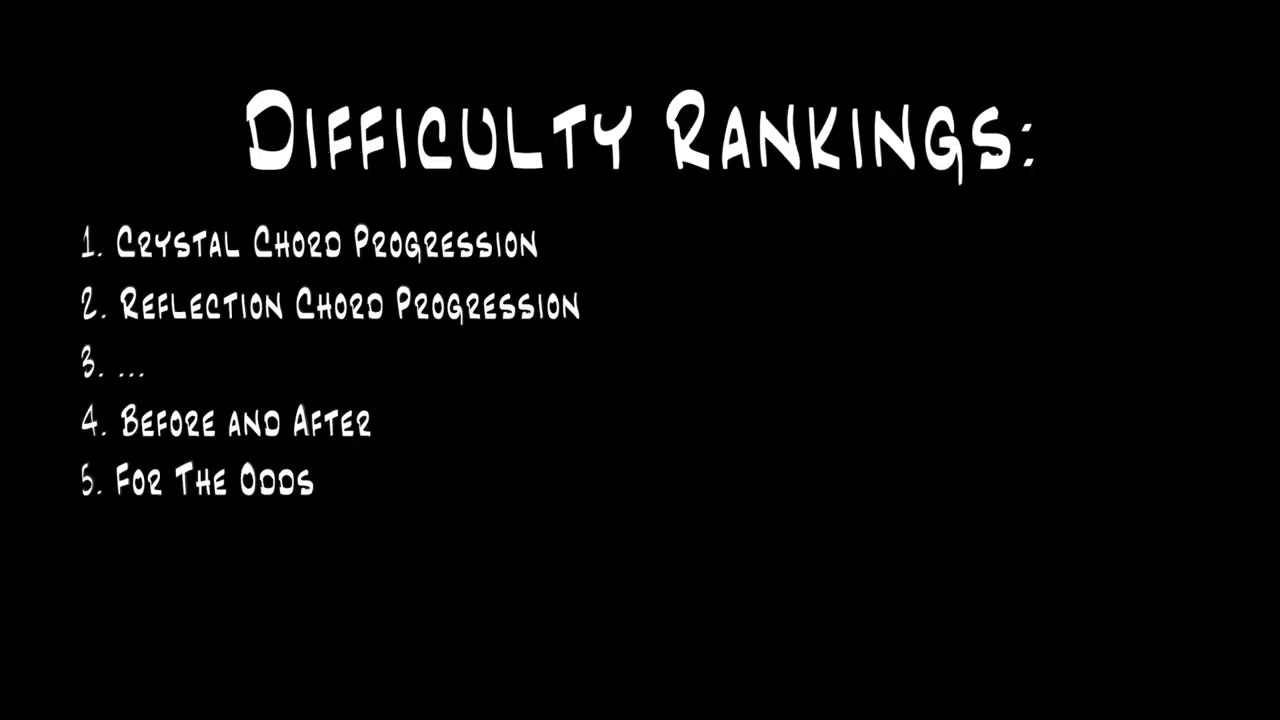 Difficulty Rankings:
1. Crystal Chord Progression
2. Reflection Chord Progression
3. ...
4. Before and After
5. For The Odds